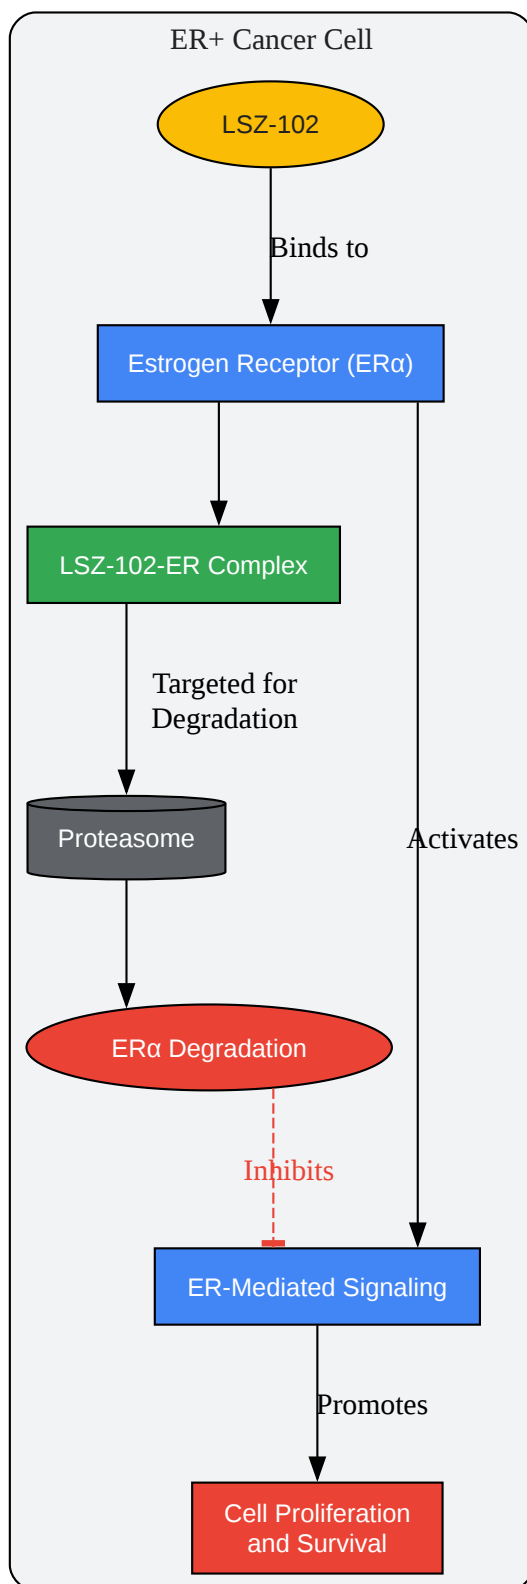 ER+ Cancer Cell
LSZ-102
Binds to
Estrogen Receptor (ERα)
LSZ-102-ER Complex
Targeted for
Degradation
Proteasome
Activates
ERα Degradation
Inhibits
ER-Mediated Signaling
Promotes
Cell Proliferation
and Survival